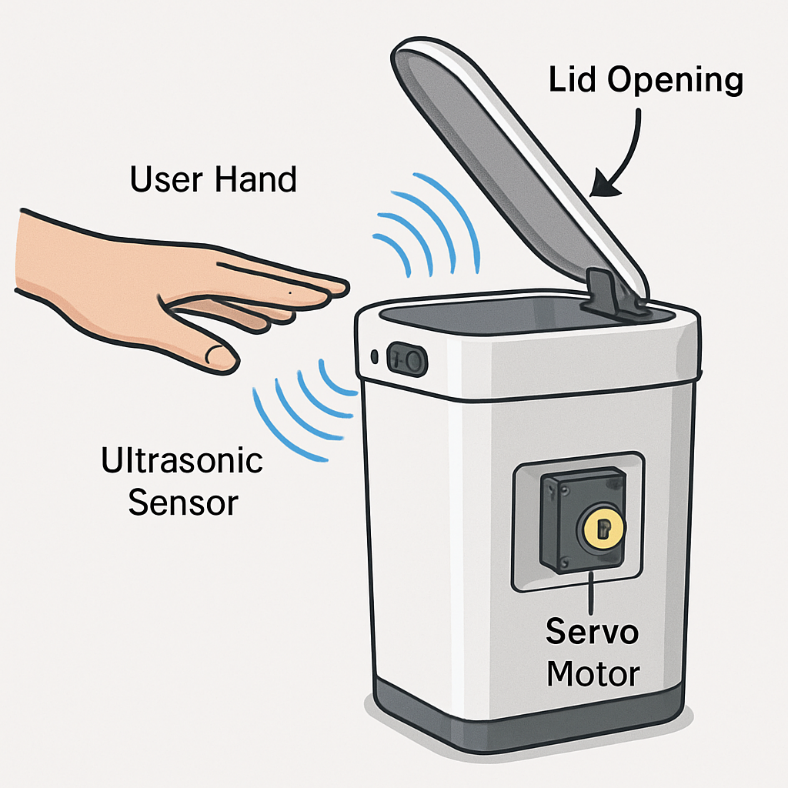 Lid Opening
User Hand
Ultrasonic
Sensor
Servo
Motor